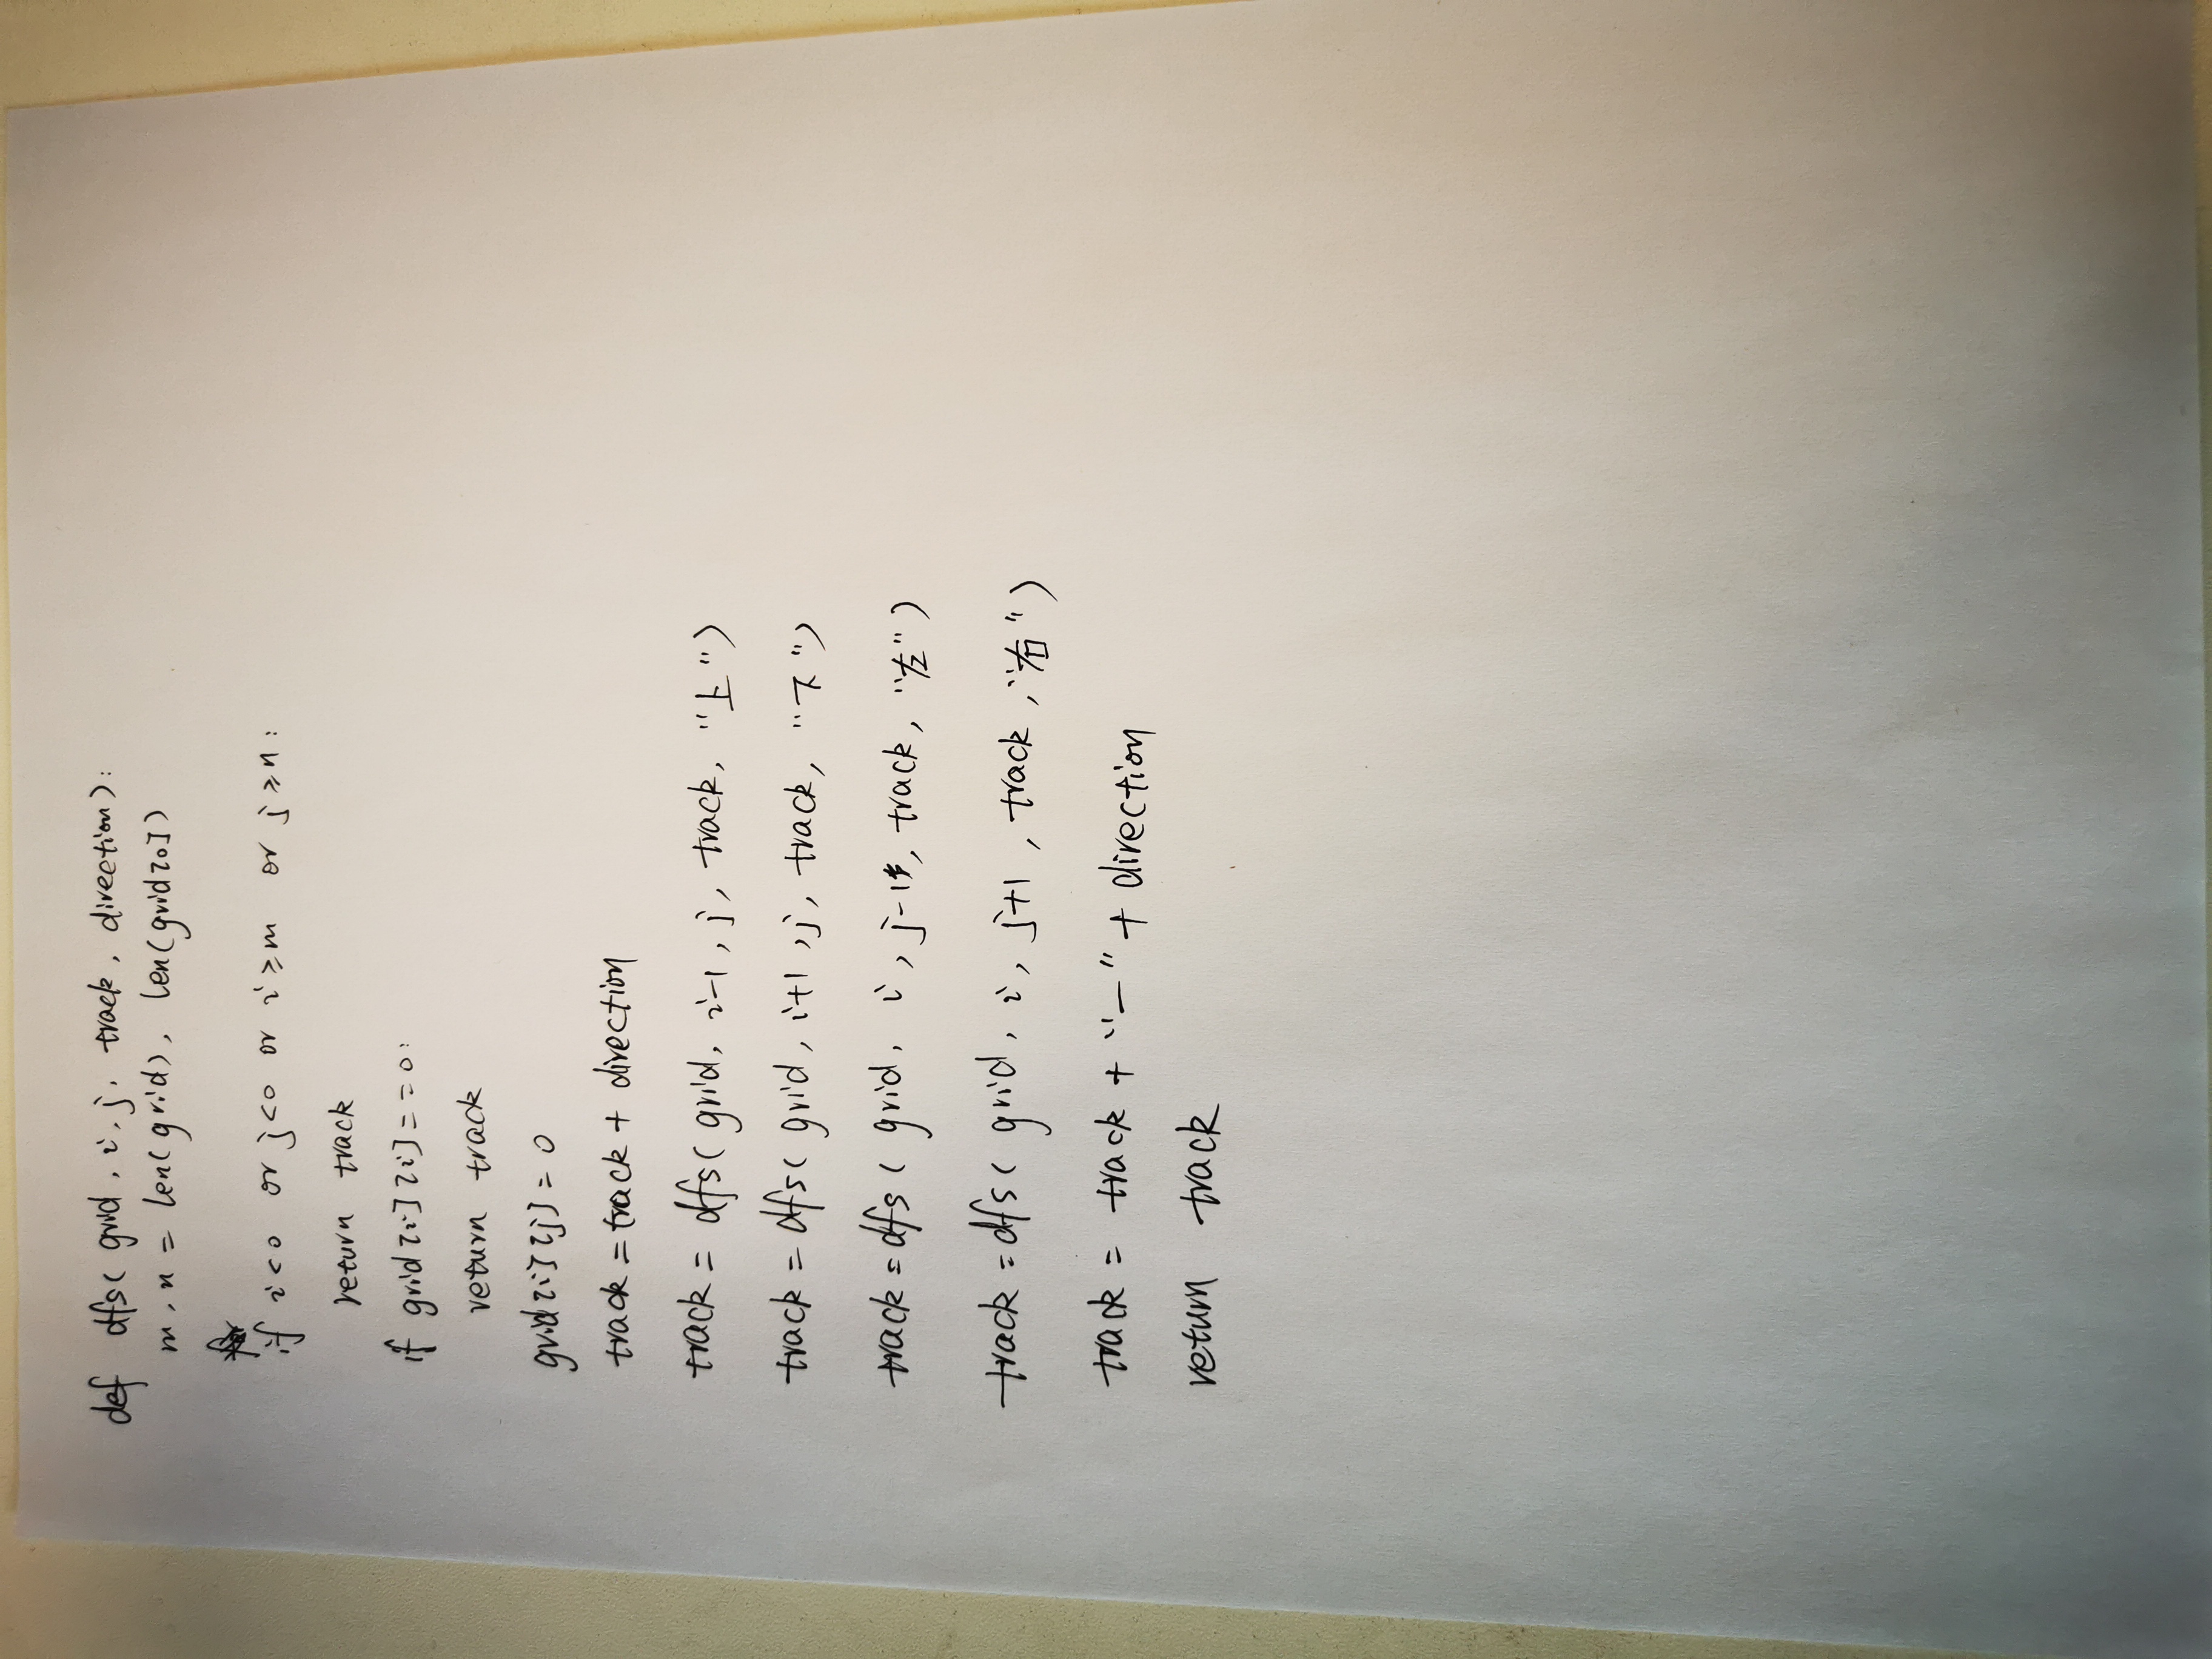 def dfs( grid, i, j, track, direction):
m, n = len(grid), len(grid[0])
if i<0 or j<0 or i≥m or j≥n:
return track
if grid[i][i]==0:
return track
grid[i][j]=0
track=track+ direction
track= dfs( grid, i-1, j, track, "上")
track= dfs( grid, i+1, j, track, "下")
track=dfs( grid, i, j-1, track, "左")
track=dfs( grid, i, j+1, track, "右")
track= track + "-" + direction
return track